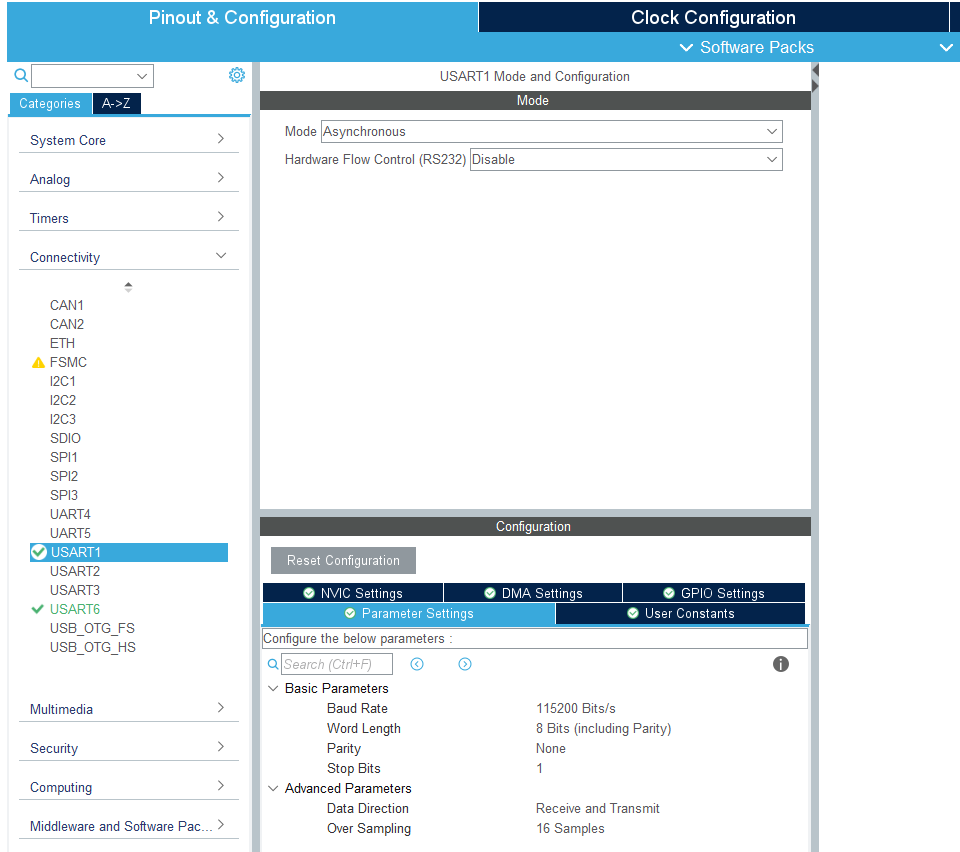 Pinout & Configuration
Clock Configuration
Software Packs
Categories
A->Z
System Core
Analog
Timers
Connectivity
CAN1
CAN2
ETH
FSMC
I2C1
I2C2
I2C3
SDIO
SPI1
SPI2
SPI3
UART4
UART5
USART1
USART2
USART3
USART6
USB_OTG_FS
USB_OTG_HS
Multimedia
Security
Computing
Middleware and Software Pac...
USART1 Mode and Configuration
Mode
Mode Asynchronous
Hardware Flow Control (RS232) Disable
Configuration
Reset Configuration
NVIC Settings
DMA Settings
GPIO Settings
Parameter Settings
User Constants
Configure the below parameters :
Search (Ctrl+F)
Basic Parameters
Baud Rate 115200 Bits/s
Word Length 8 Bits (including Parity)
Parity None
Stop Bits 1
Advanced Parameters
Data Direction Receive and Transmit
Over Sampling 16 Samples